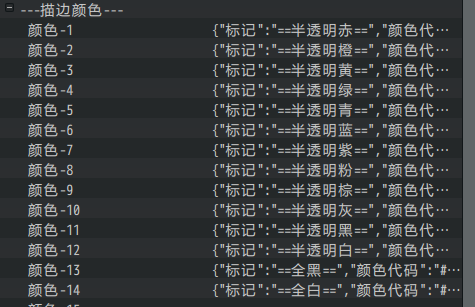 ---描边颜色---
颜色-1 {"标记":"==半透明赤==","颜色代…
颜色-2 {"标记":"==半透明橙==","颜色代…
颜色-3 {"标记":"==半透明黄==","颜色代…
颜色-4 {"标记":"==半透明绿==","颜色代…
颜色-5 {"标记":"==半透明青==","颜色代…
颜色-6 {"标记":"==半透明蓝==","颜色代…
颜色-7 {"标记":"==半透明紫==","颜色代…
颜色-8 {"标记":"==半透明粉==","颜色代…
颜色-9 {"标记":"==半透明棕==","颜色代…
颜色-10 {"标记":"==半透明灰==","颜色代…
颜色-11 {"标记":"==半透明黑==","颜色代…
颜色-12 {"标记":"==半透明白==","颜色代…
颜色-13 {"标记":"==全黑==","颜色代码":"#…
颜色-14 {"标记":"==全白==","颜色代码":"#…